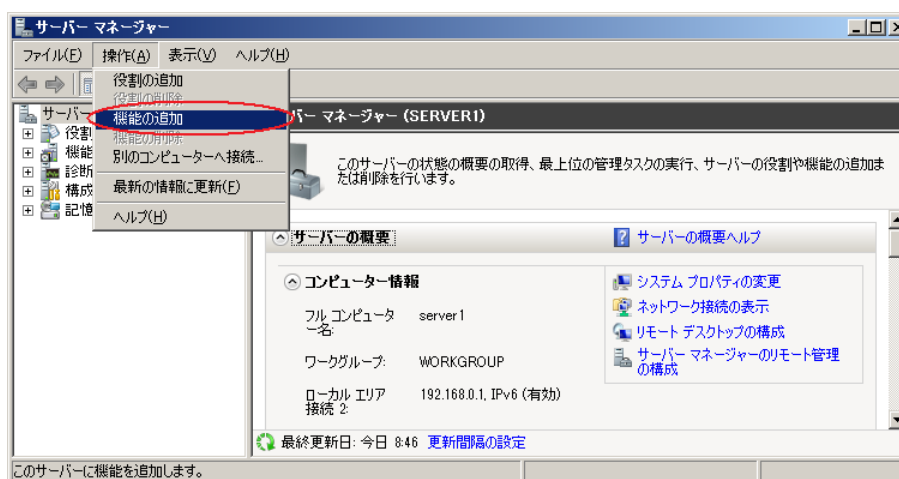 サーバー マネージャー
ファイル(F) 操作(A) 表示(V) ヘルプ(H)
役割の追加
役割の削除
機能の追加
機能の削除
別のコンピューターへ接続...
最新の情報に更新(F)
ヘルプ(H)
サーバー
役割
機能
診断
構成
記憶
バー マネージャー (SERVER1)
このサーバーの状態の概要の取得、最上位の管理タスクの実行、サーバーの役割や機能の追加ま
たは削除を行います。
サーバーの概要
サーバーの概要ヘルプ
コンピューター情報
フル コンピュータ
ー名:
server1
ワークグループ:
WORKGROUP
ローカル エリア
接続 2:
192.168.0.1, IPv6 (有効)
システム プロパティの変更
ネットワーク接続の表示
リモート デスクトップの構成
サーバー マネージャーのリモート管理
の構成
最終更新日: 今日 8:46 更新間隔の設定
このサーバーに機能を追加します。